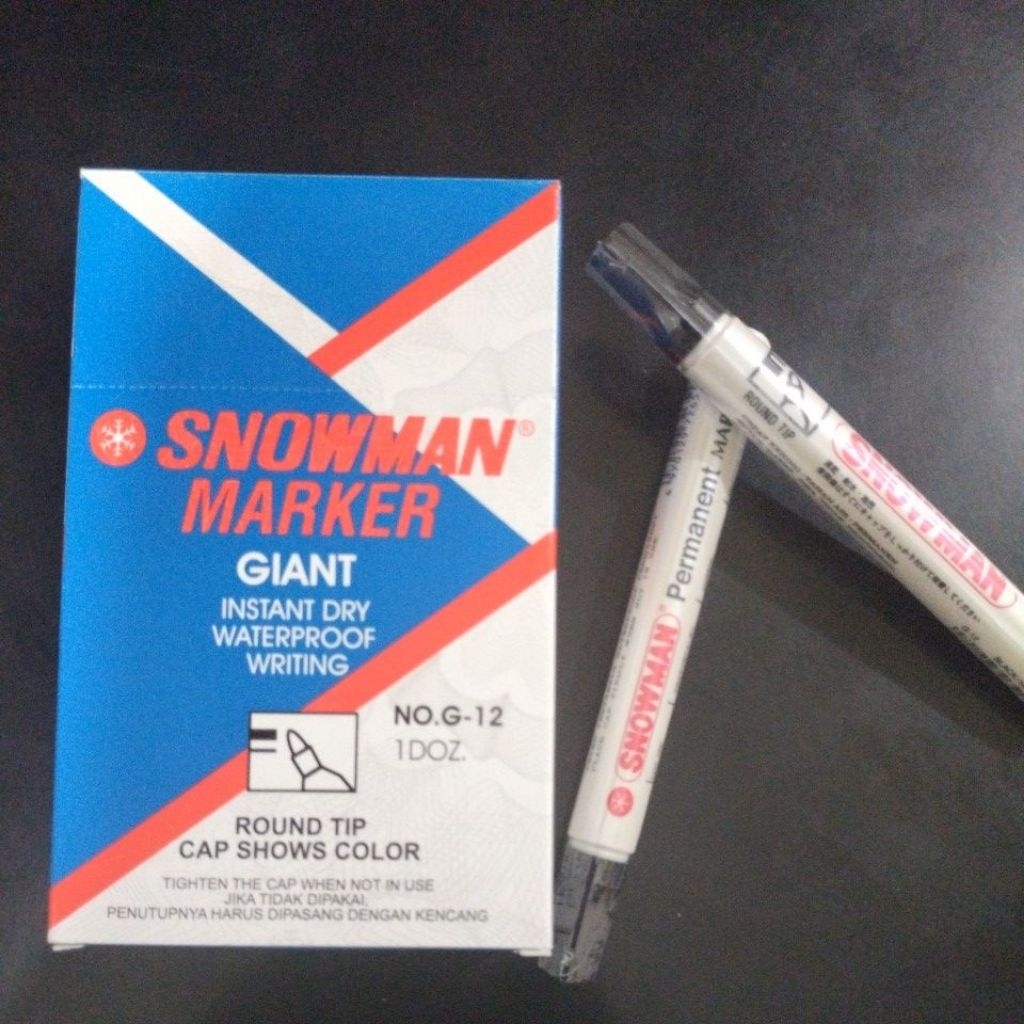 SNOWMAN®
MARKER
GIANT
INSTANT DRY
WATERPROOF
WRITING
NO.G-12
1DOZ.
ROUND TIP
CAP SHOWS COLOR
TIGHTEN THE CAP WHEN NOT IN USE
JIKA TIDAK DIPAKAI,
PENUTUPNYA HARUS DIPASANG DENGAN KENCANG
SNOWMAN® Permanent MAR
ROUND TIP
SNOWMAN